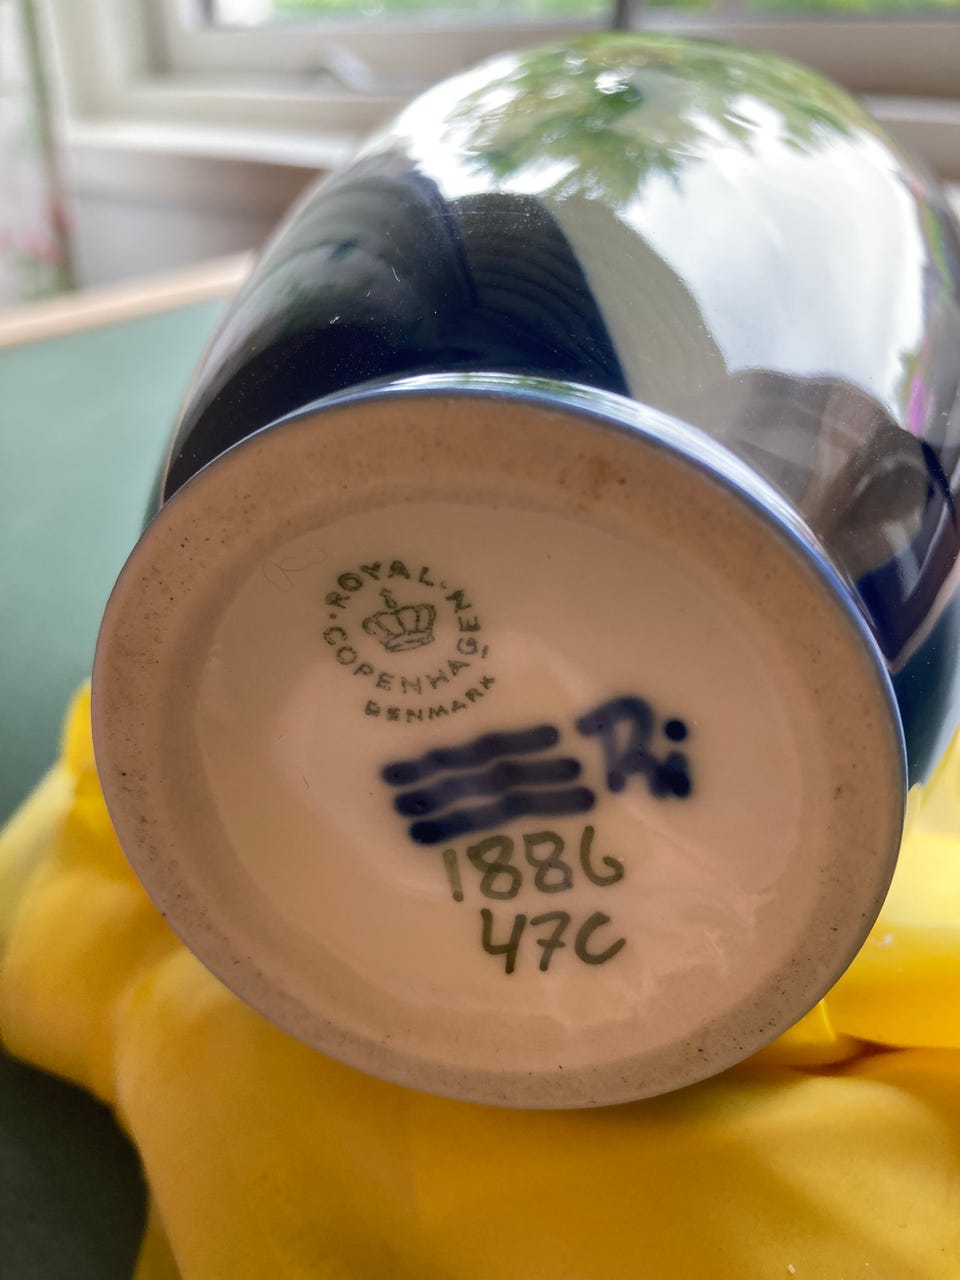 ROYAL
COPENHAGEN
DENMARK
Ri
1886
47C